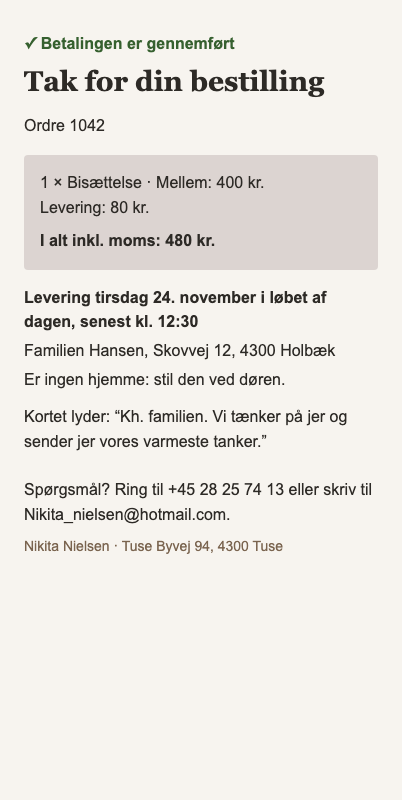 ✓ Betalingen er gennemført
Tak for din bestilling
Ordre 1042
1 × Bisættelse · Mellem: 400 kr.
Levering: 80 kr.
I alt inkl. moms: 480 kr.
Levering tirsdag 24. november i løbet af
dagen, senest kl. 12:30
Familien Hansen, Skovvej 12, 4300 Holbæk
Er ingen hjemme: stil den ved døren.
Kortet lyder: “Kh. familien. Vi tænker på jer og
sender jer vores varmeste tanker.”
Spørgsmål? Ring til +45 28 25 74 13 eller skriv til
Nikita_nielsen@hotmail.com.
Nikita Nielsen · Tuse Byvej 94, 4300 Tuse